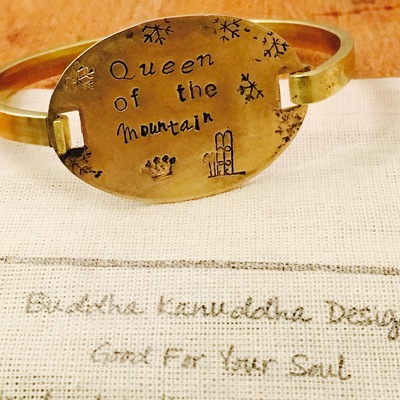 Queen
of the
mountain
Buddha Kanuddha Desig
Good For Your Soul